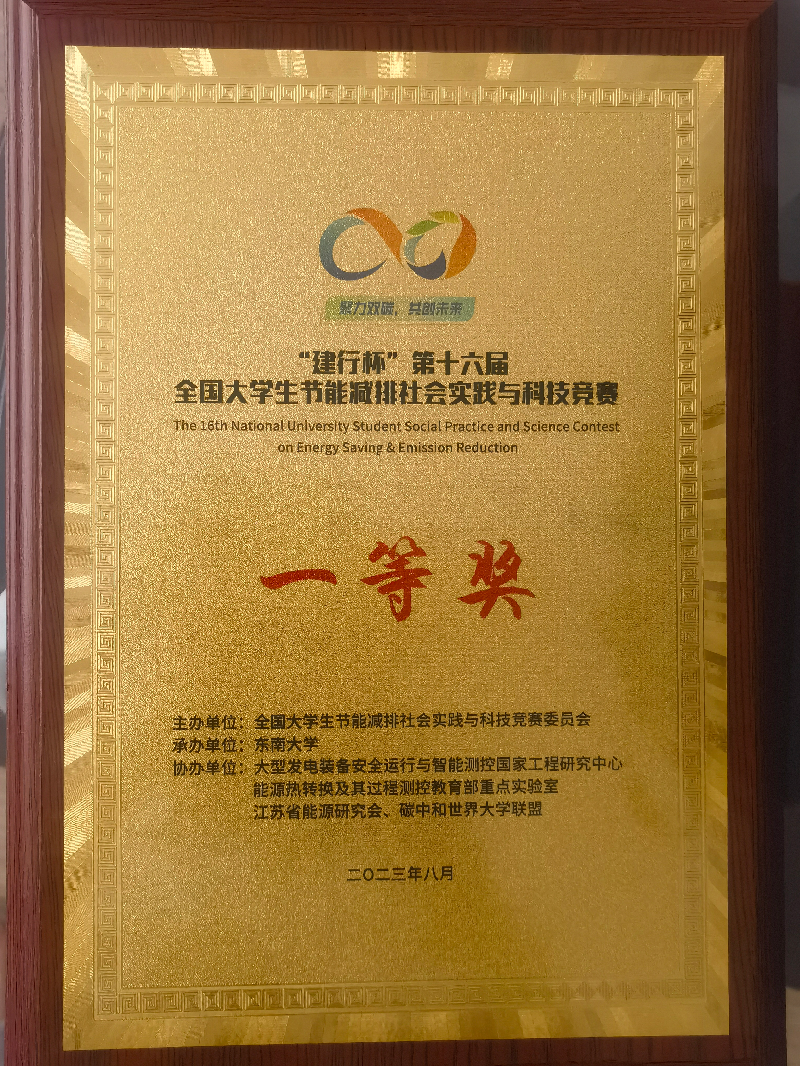 聚力双碳，共创未来
“建行杯”第十六届
全国大学生节能减排社会实践与科技竞赛
The 16th National University Student Social Practice and Science Contest
on Energy Saving & Emission Reduction
一等奖
主办单位：全国大学生节能减排社会实践与科技竞赛委员会
承办单位：东南大学
协办单位：大型发电装备安全运行与智能测控国家工程研究中心
能源热转换及其过程测控教育部重点实验室
江苏省能源研究会、碳中和世界大学联盟
二〇二三年八月